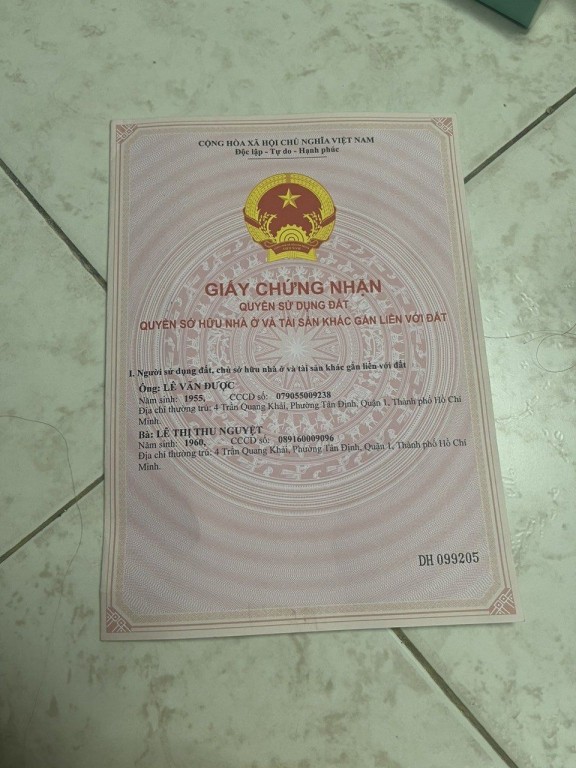 CỘNG HÒA XÃ HỘI CHỦ NGHĨA VIỆT NAM
Độc lập - Tự do - Hạnh phúc
GIẤY CHỨNG NHẬN
QUYỀN SỬ DỤNG ĐẤT
QUYỀN SỞ HỮU NHÀ Ở VÀ TÀI SẢN KHÁC GẮN LIỀN VỚI ĐẤT
I. Người sử dụng đất, chủ sở hữu nhà ở và tài sản khác gắn liền với đất
Ông: LÊ VĂN ĐƯỢC
Năm sinh: 1955, CCCD số: 079055009238
Địa chỉ thường trú: 4 Trần Quang Khải, Phường Tân Định, Quận 1, Thành phố Hồ Chí
Minh.
Bà: LÊ THỊ THU NGUYỆT
Năm sinh: 1960, CCCD số: 089160009096
Địa chỉ thường trú: 4 Trần Quang Khải, Phường Tân Định, Quận 1, Thành phố Hồ Chí
Minh.
DH 099205